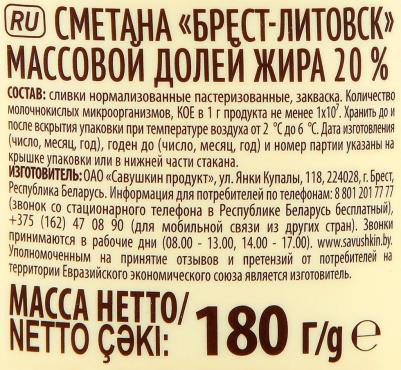 RU СМЕТАНА «БРЕСТ-ЛИТОВСК»
МАССОВОЙ ДОЛЕЙ ЖИРА 20 %
СОСТАВ: сливки нормализованные пастеризованные, закваска. Количество
молочнокислых микроорганизмов, КОЕ в 1 г продукта не менее 1x10⁷. Хранить до и
после вскрытия упаковки при температуре воздуха от 2 °С до 6 °С. Дата изготовления
(число, месяц, год), годен до (число, месяц, год) и номер партии указаны на
крышке упаковки или в нижней части стакана.
ИЗГОТОВИТЕЛЬ: ОАО «Савушкин продукт», ул. Янки Купалы, 118, 224028, г. Брест,
Республика Беларусь. Информация для потребителей по телефонам: 8 801 201 77 77
(звонок со стационарного телефона в Республике Беларусь бесплатный),
+375 (162) 47 08 90 (для мобильной связи из других стран). Звонки
принимаются в рабочие дни (08.00 - 13.00, 14.00 - 17.00). www.savushkin.by.
Уполномоченным на принятие отзывов и претензий от потребителей на
территории Евразийского экономического союза является изготовитель.
МАССА НЕТТО/
NETTO ÇƏKİ: 180 г/g ℮